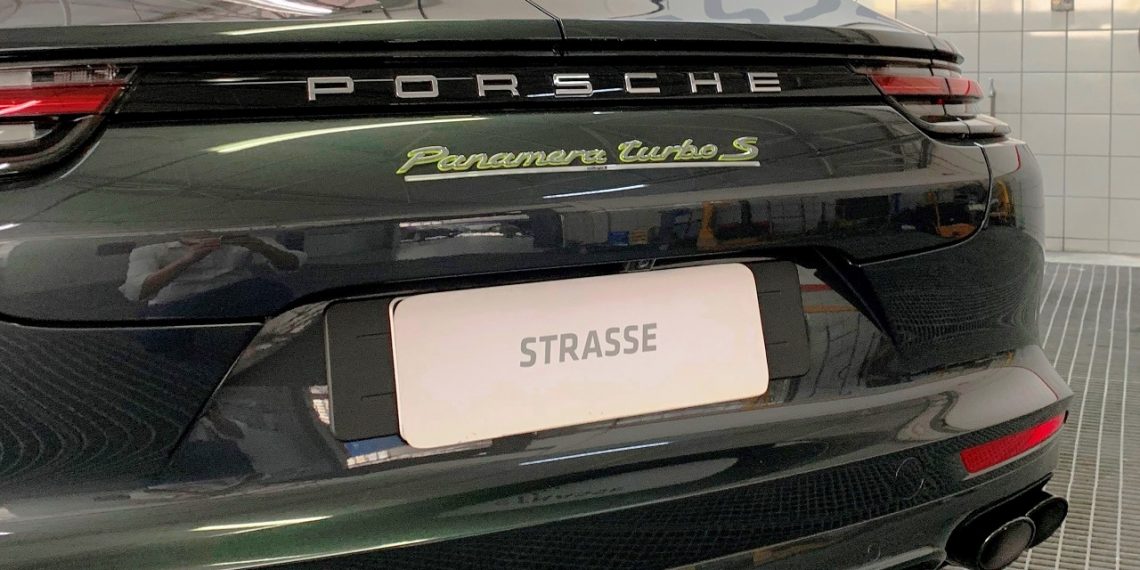 PORSCHE
Panamera turbo S
STRASSE